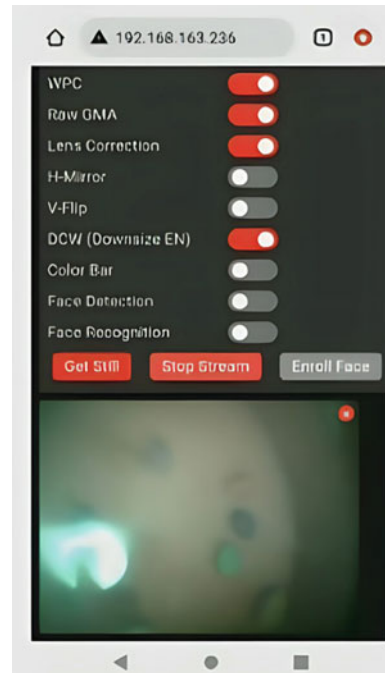 192.168.163.236 1
WPC
Raw GMA
Lens Correction
H-Mirror
V-Flip
DCW (Downsize EN)
Color Bar
Face Detection
Face Recognition
Get Still Stop Stream Enroll Face